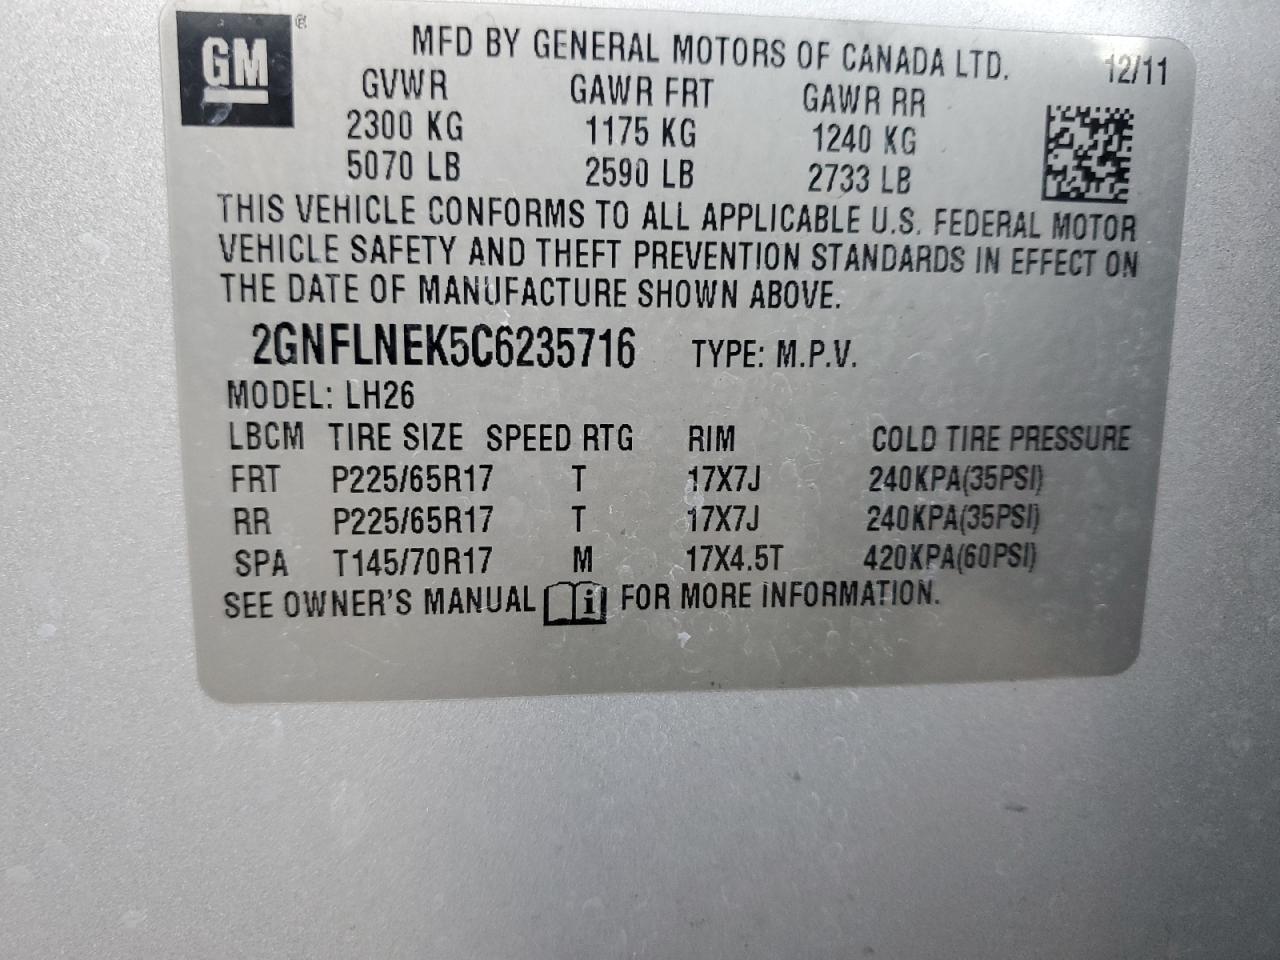 GM ®
MFD BY GENERAL MOTORS OF CANADA LTD. 12/11
GVWR GAWR FRT GAWR RR
2300 KG 1175 KG 1240 KG
5070 LB 2590 LB 2733 LB
THIS VEHICLE CONFORMS TO ALL APPLICABLE U.S. FEDERAL MOTOR
VEHICLE SAFETY AND THEFT PREVENTION STANDARDS IN EFFECT ON
THE DATE OF MANUFACTURE SHOWN ABOVE.
2GNFLNEK5C6235716 TYPE: M.P.V.
MODEL: LH26
LBCM TIRE SIZE SPEED RTG RIM COLD TIRE PRESSURE
FRT P225/65R17 T 17X7J 240KPA(35PSI)
RR P225/65R17 T 17X7J 240KPA(35PSI)
SPA T145/70R17 M 17X4.5T 420KPA(60PSI)
SEE OWNER'S MANUAL i FOR MORE INFORMATION.